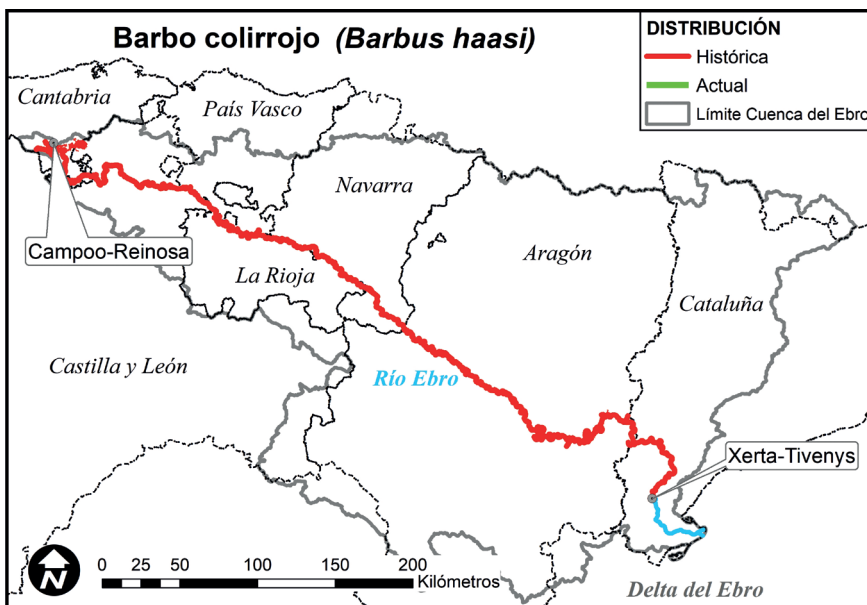 Barbo colirrojo (Barbus haasi)
DISTRIBUCIÓN
Histórica
Actual
Límite Cuenca del Ebro
Cantabria
País Vasco
Navarra
Campoo-Reinosa
La Rioja
Aragón
Cataluña
Castilla y León
Río Ebro
Xerta-Tivenys
N
0 25 50 100 150 200
Kilómetros
Delta del Ebro